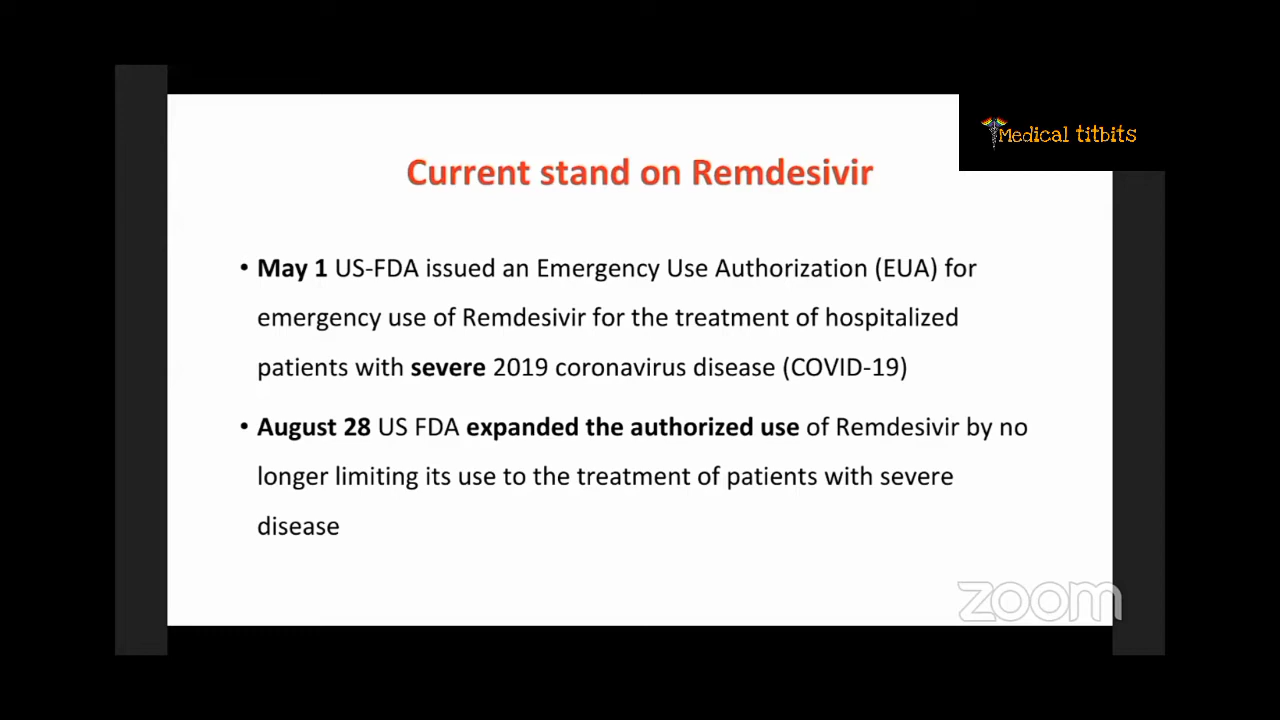 Medical titbits
Current stand on Remdesivir
• May 1 US-FDA issued an Emergency Use Authorization (EUA) for
emergency use of Remdesivir for the treatment of hospitalized
patients with severe 2019 coronavirus disease (COVID-19)
• August 28 US FDA expanded the authorized use of Remdesivir by no
longer limiting its use to the treatment of patients with severe
disease
zoom